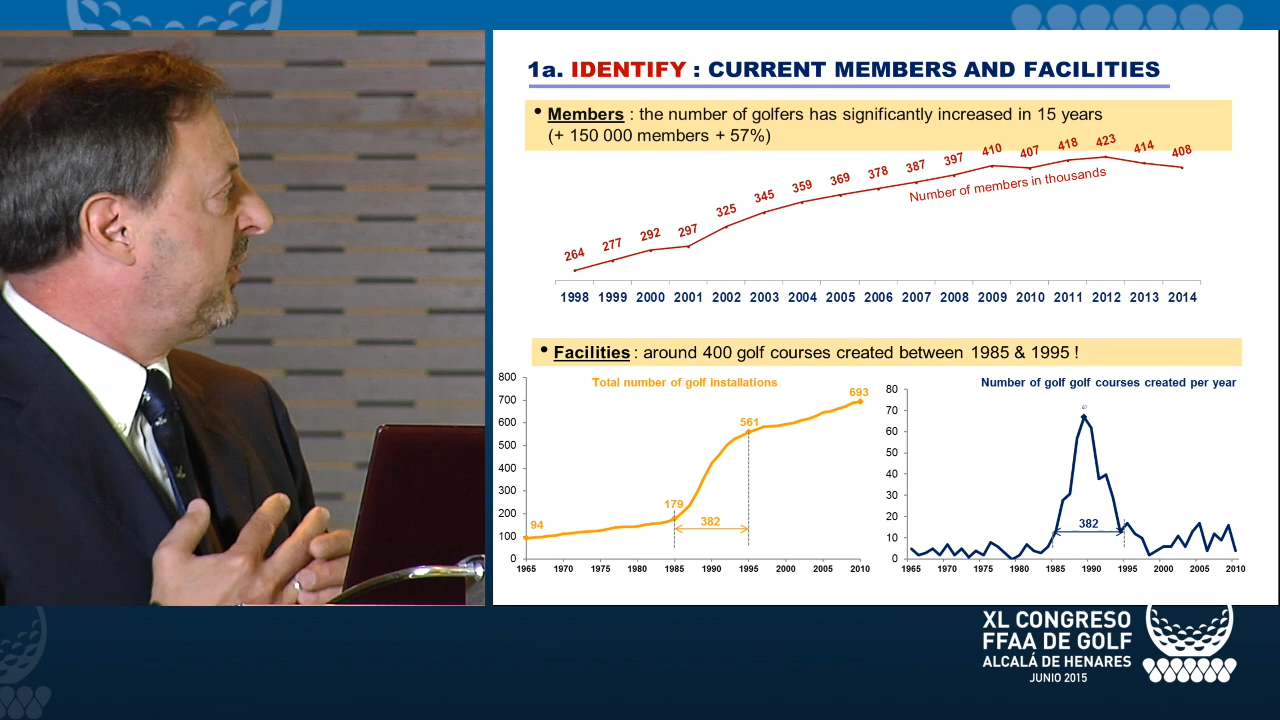 1a. IDENTIFY : CURRENT MEMBERS AND FACILITIES
• Members : the number of golfers has significantly increased in 15 years
(+ 150 000 members + 57%)
264 277 292 297 325 345 359 369 378 387 397 410 407 418 423 414 408
Number of members in thousands
1998 1999 2000 2001 2002 2003 2004 2005 2006 2007 2008 2009 2010 2011 2012 2013 2014
• Facilities : around 400 golf courses created between 1985 & 1995 !
Total number of golf installations
800
700
600
500
400
300
200
100
0
94
179
382
561
693
1965 1970 1975 1980 1985 1990 1995 2000 2005 2010
Number of golf golf courses created per year
80
70
60
50
40
30
20
10
0
67
382
1965 1970 1975 1980 1985 1990 1995 2000 2005 2010
XL CONGRESO
FFAA DE GOLF
ALCALÁ DE HENARES
JUNIO 2015